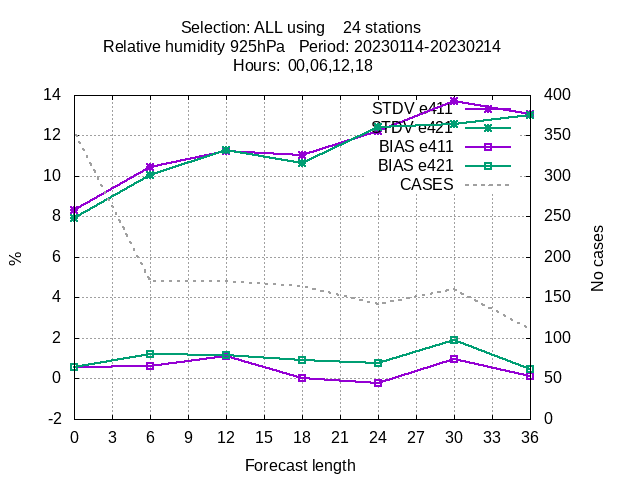 Selection: ALL using    24 stations
Relative humidity 925hPa   Period: 20230114-20230214
Hours:  00,06,12,18
14
12
10
8
6
4
2
0
-2
%
400
350
300
250
200
150
100
50
0
No cases
STDV e411
STDV e421
BIAS e411
BIAS e421
CASES
0 3 6 9 12 15 18 21 24 27 30 33 36
Forecast length